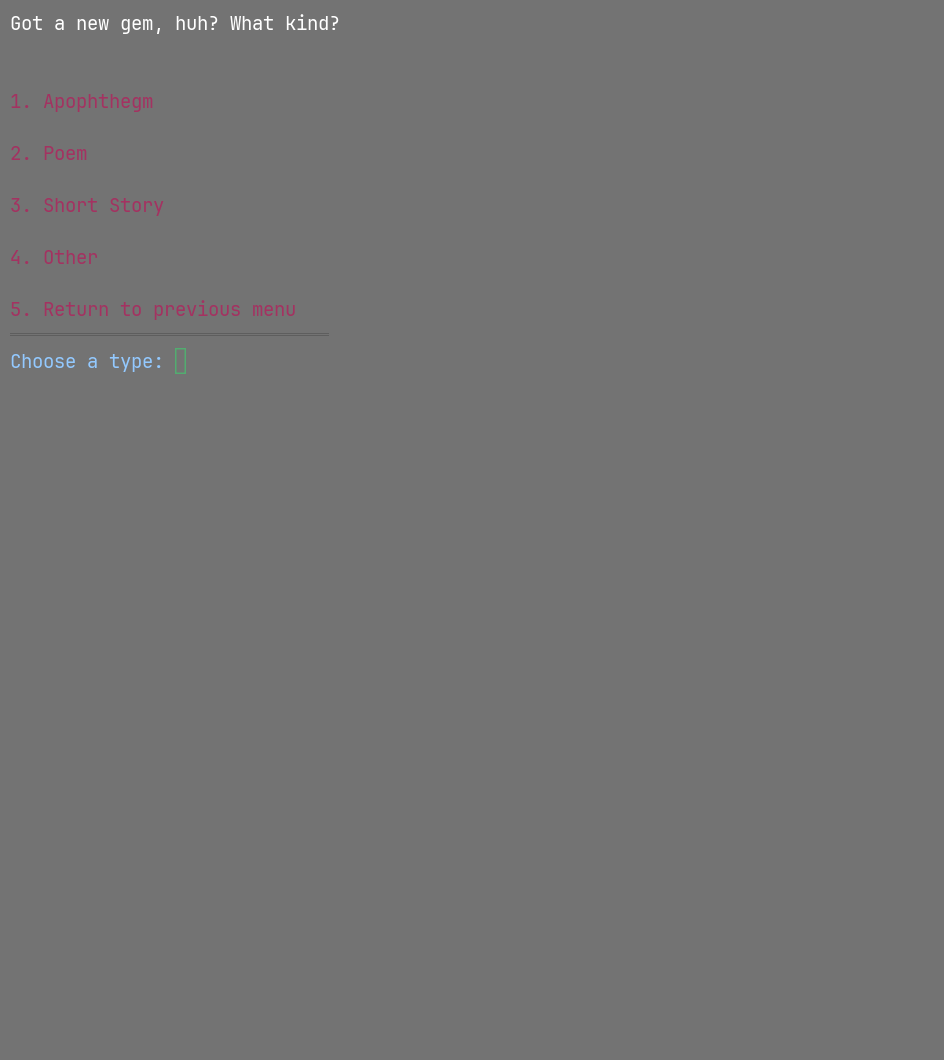 Got a new gem, huh? What kind?
1. Apophthegm
2. Poem
3. Short Story
4. Other
5. Return to previous menu
Choose a type: